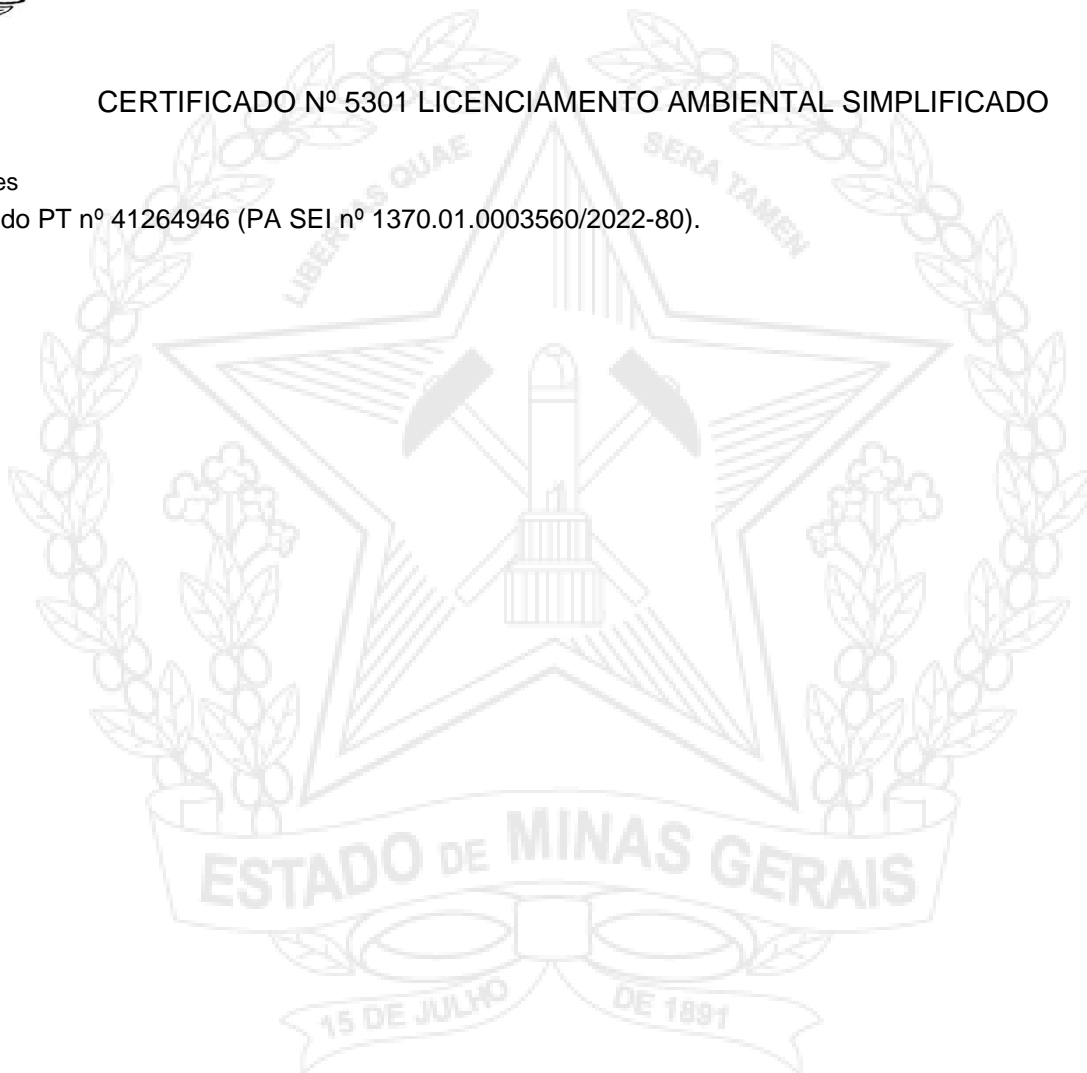 CERTIFICADO Nº 5301 LICENCIAMENTO AMBIENTAL SIMPLIFICADO
es
do PT nº 41264946 (PA SEI nº 1370.01.0003560/2022-80).
LIBERTAS QUAE SERA TAMEN
ESTADO DE MINAS GERAIS
15 DE JULHO DE 1891